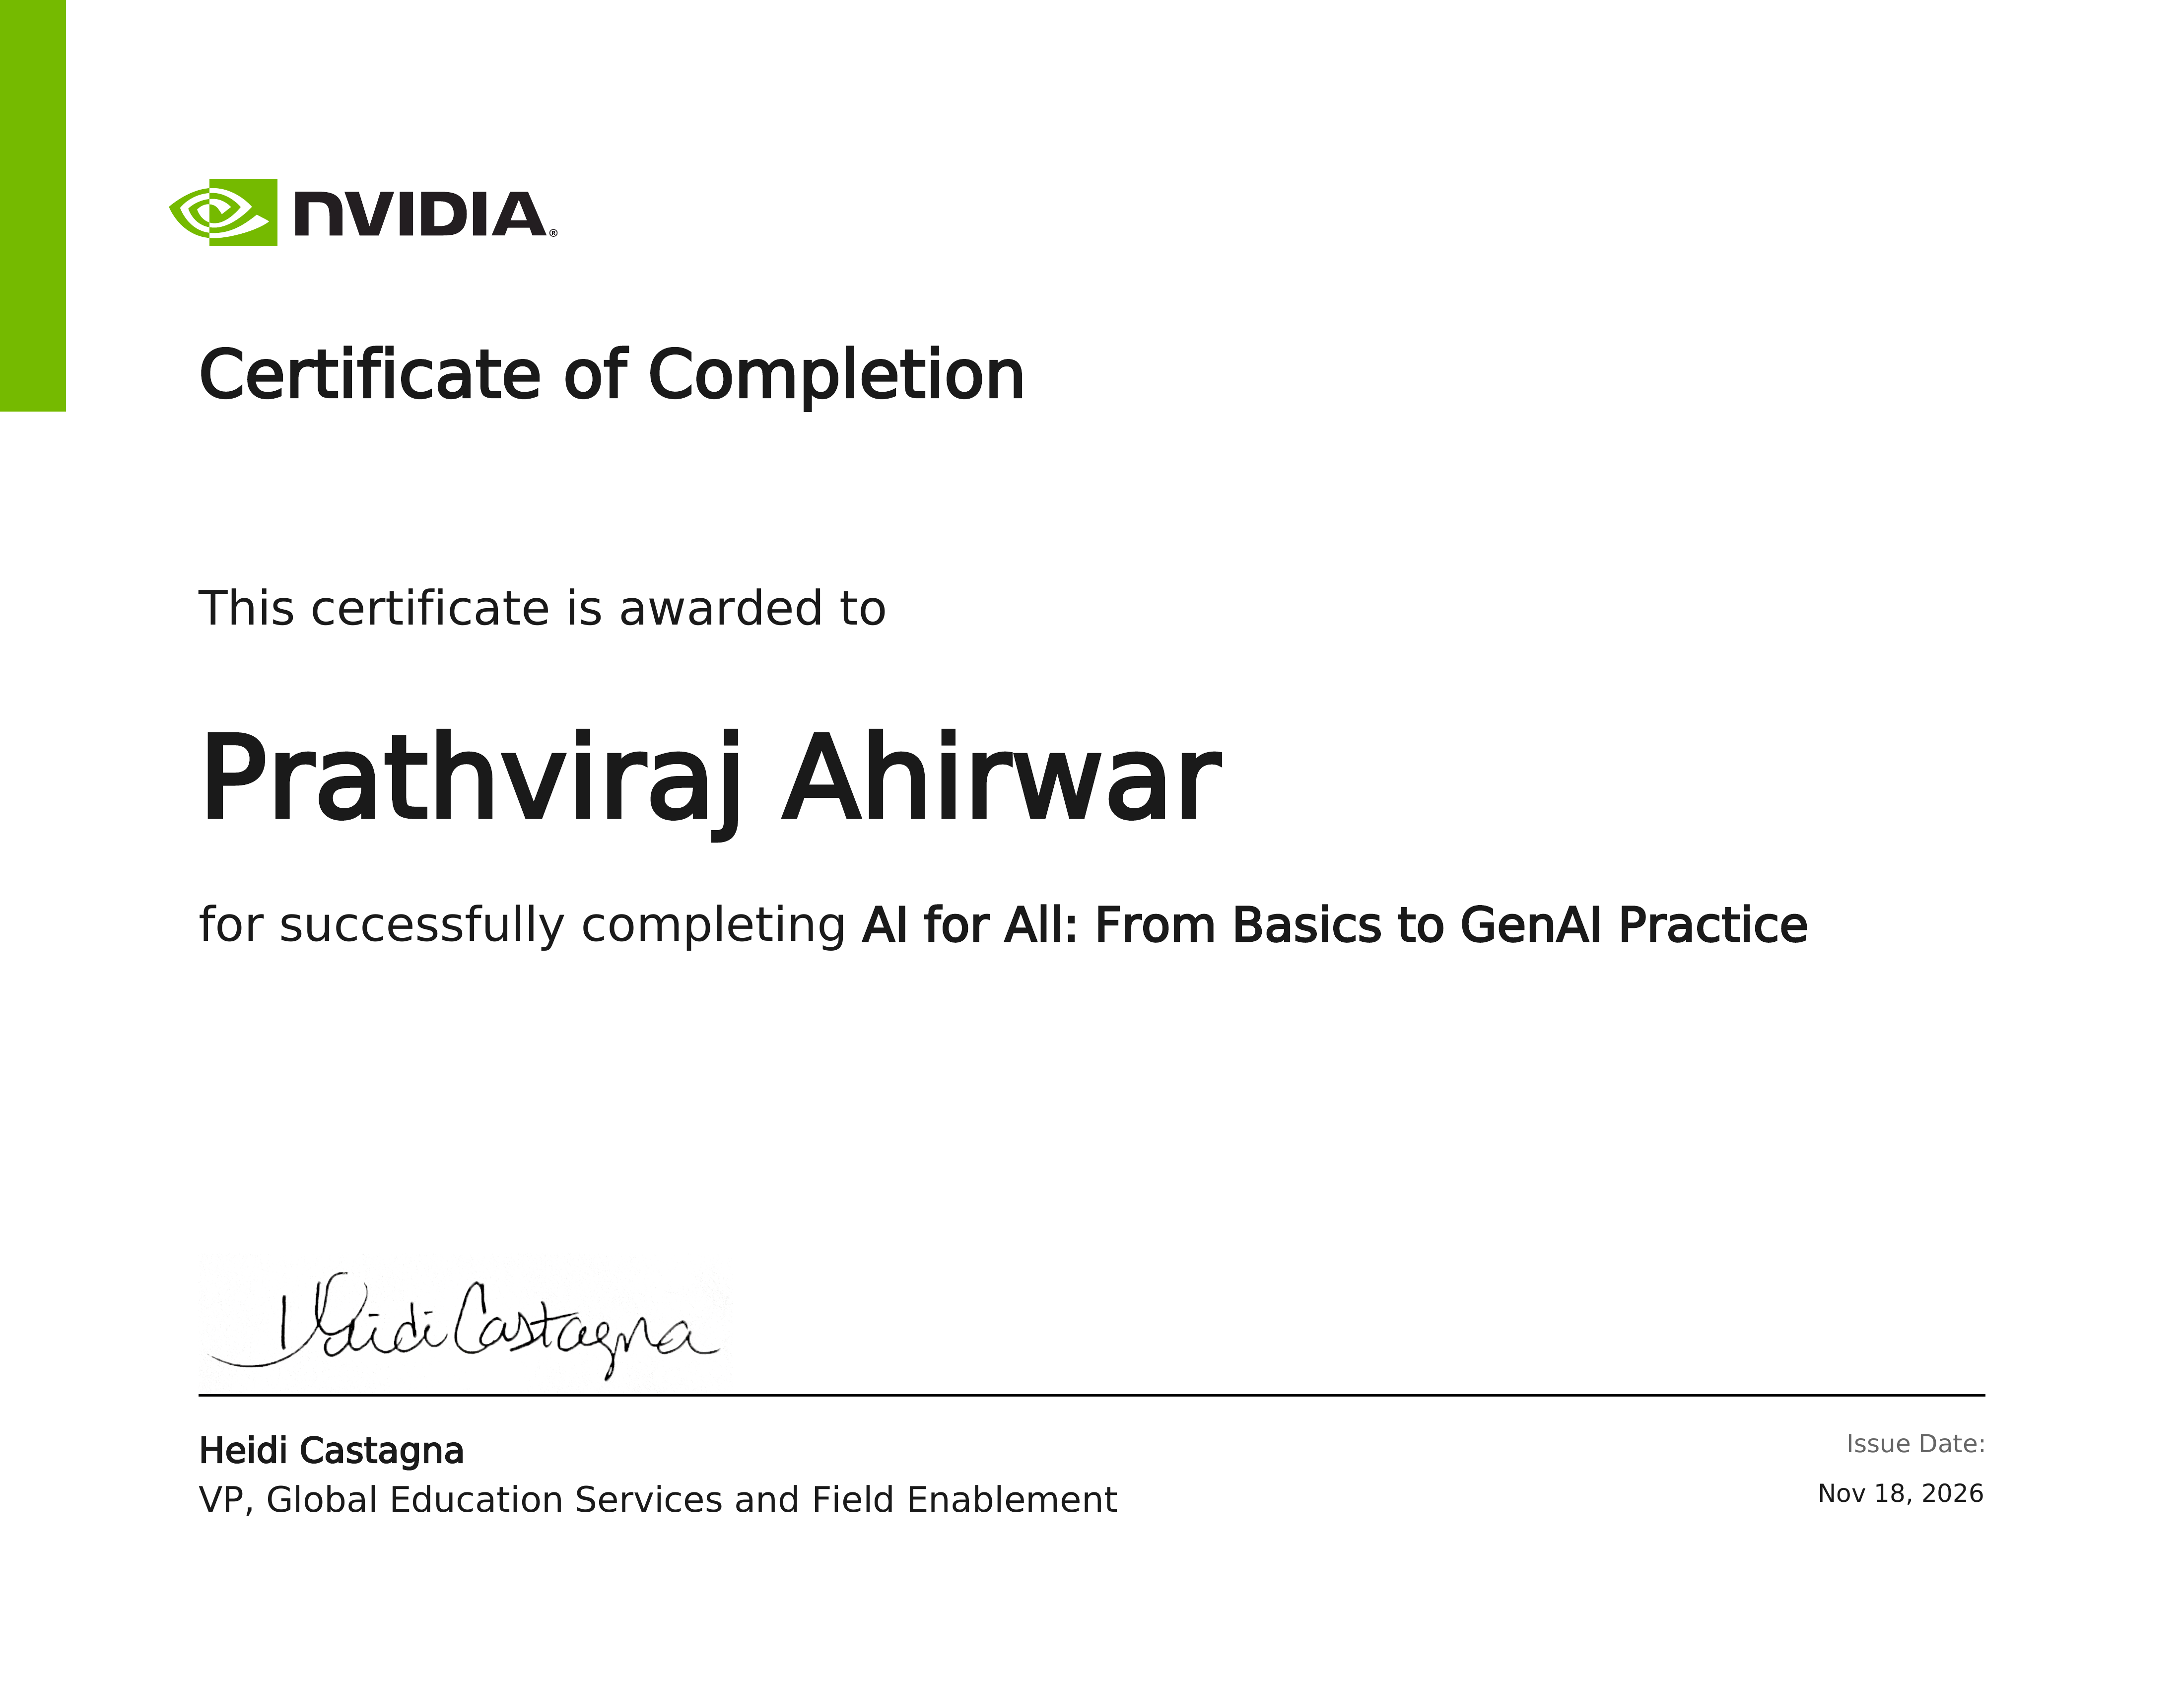 NVIDIA®
Certificate of Completion
This certificate is awarded to
Prathviraj Ahirwar
for successfully completing AI for All: From Basics to GenAI Practice
Heidi Castagna
Heidi Castagna
VP, Global Education Services and Field Enablement
Issue Date:
Nov 18, 2026